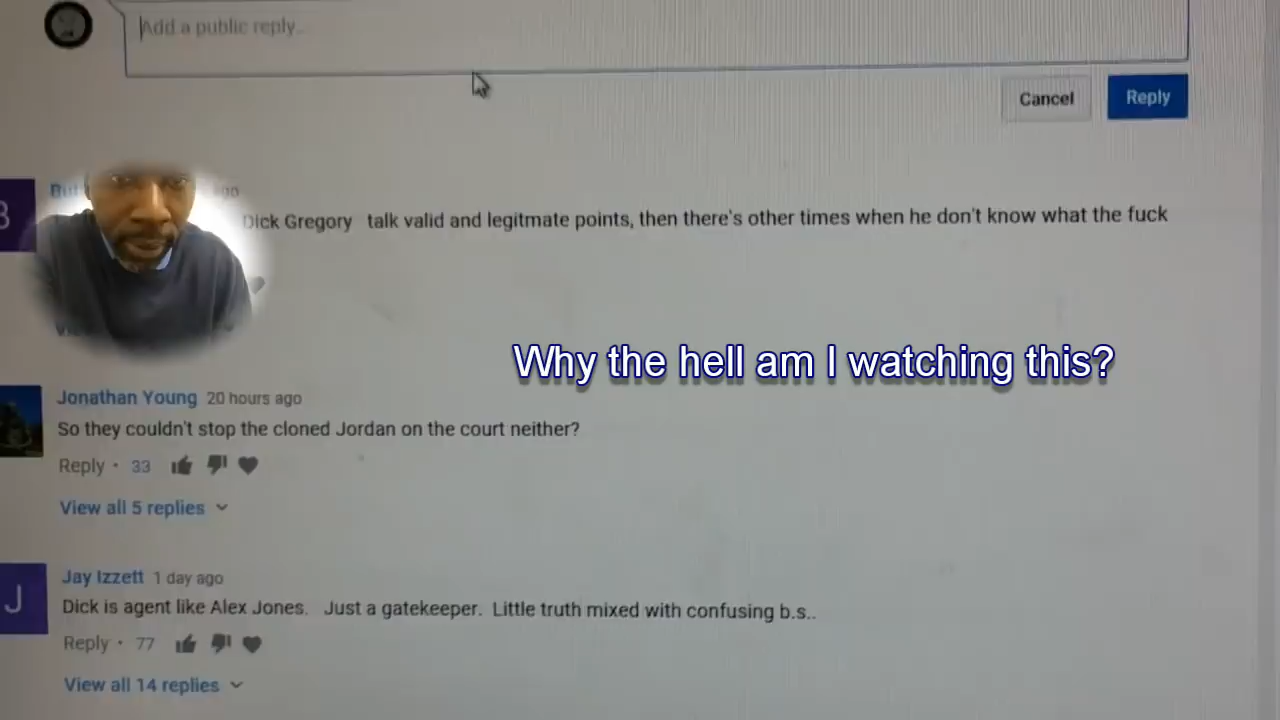 Add a public reply...
Cancel
Reply
B
ago
Dick Gregory talk valid and legitmate points, then there's other times when he don't know what the fuck
Why the hell am I watching this?
Jonathan Young 20 hours ago
So they couldn't stop the cloned Jordan on the court neither?
Reply • 33
View all 5 replies
J
Jay Izzett 1 day ago
Dick is agent like Alex Jones. Just a gatekeeper. Little truth mixed with confusing b.s..
Reply • 77
View all 14 replies